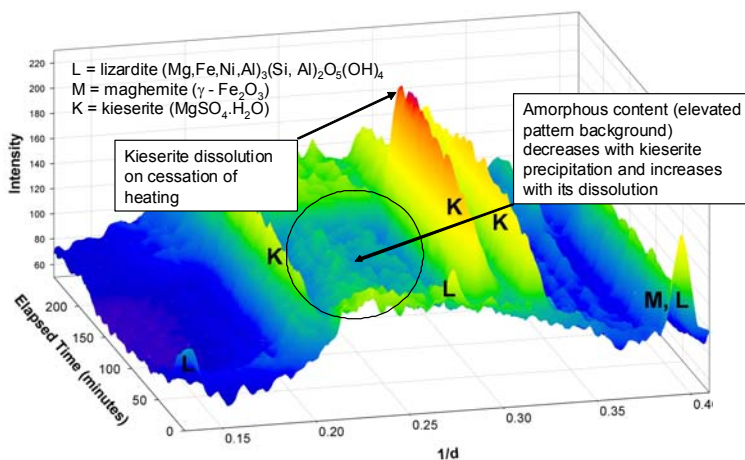 220
200
180
160
140
120
100
80
60
Intensity
L = lizardite (Mg,Fe,Ni,Al)₃(Si, Al)₂O₅(OH)₄
M = maghemite (γ - Fe₂O₃)
K = kieserite (MgSO₄.H₂O)
Kieserite dissolution
on cessation of
heating
Amorphous content (elevated
pattern background)
decreases with kieserite
precipitation and increases
with its dissolution
K
K
K
L
M, L
L
200
150
100
50
0
Elapsed Time (minutes)
0.15
0.20
0.25
0.30
0.35
0.40
1/d